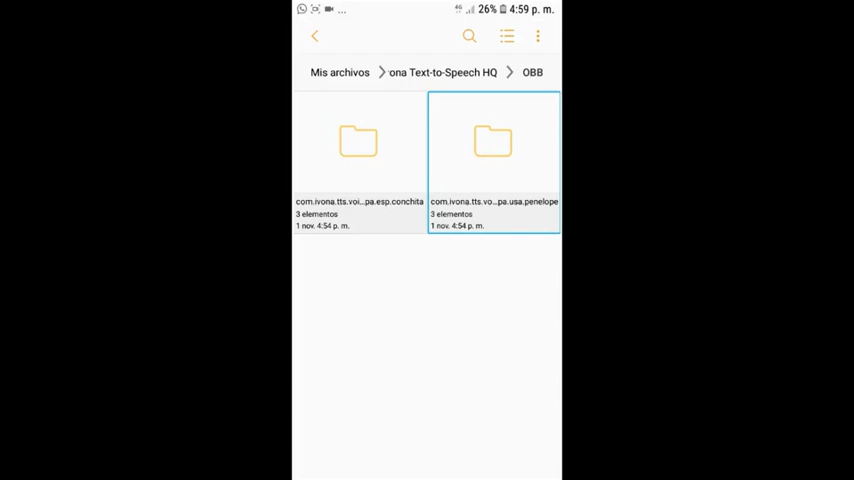 ... 4G 26% 4:59 p. m.
Mis archivos ona Text-to-Speech HQ OBB
com.ivona.tts.voi...pa.esp.conchita
3 elementos
1 nov. 4:54 p. m.
com.ivona.tts.vo...pa.usa.penelope
3 elementos
1 nov. 4:54 p. m.